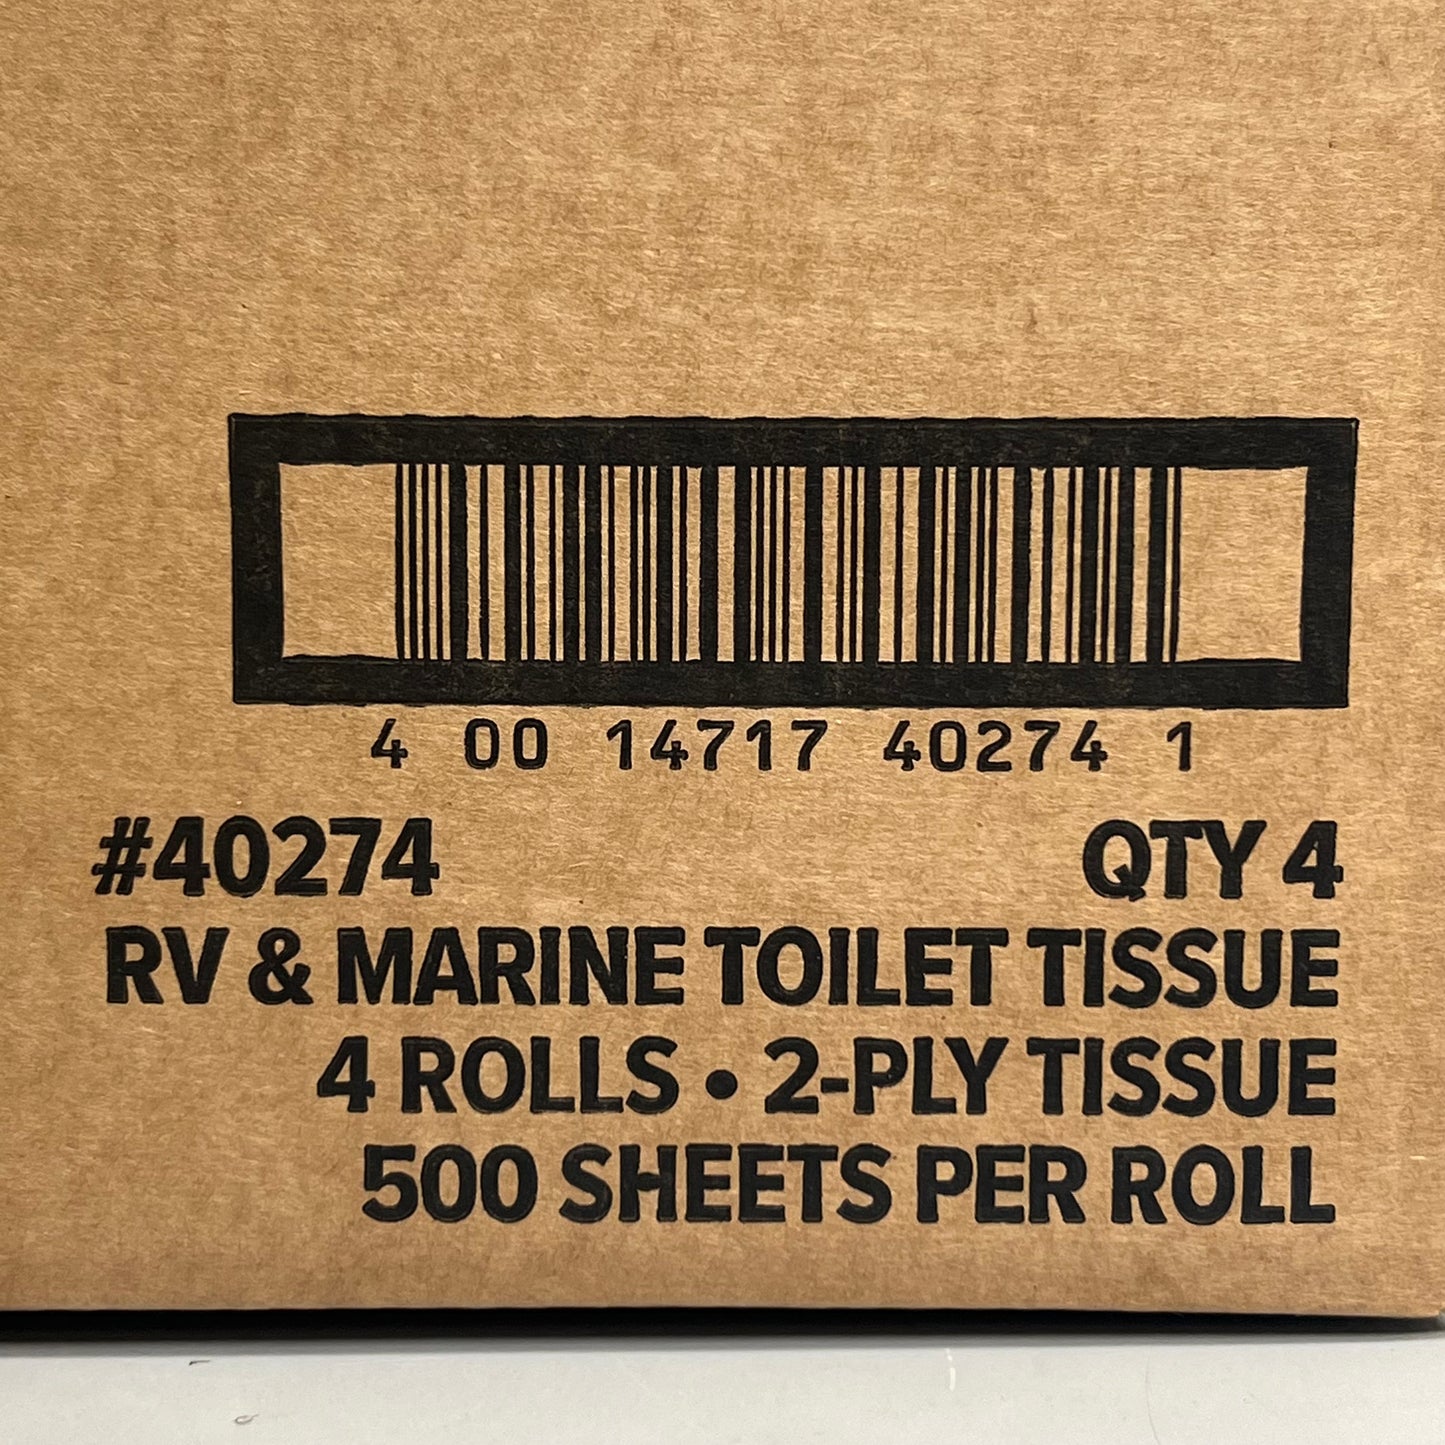 4 00 14717 40274 1
#40274 QTY 4
RV & MARINE TOILET TISSUE
4 ROLLS • 2-PLY TISSUE
500 SHEETS PER ROLL